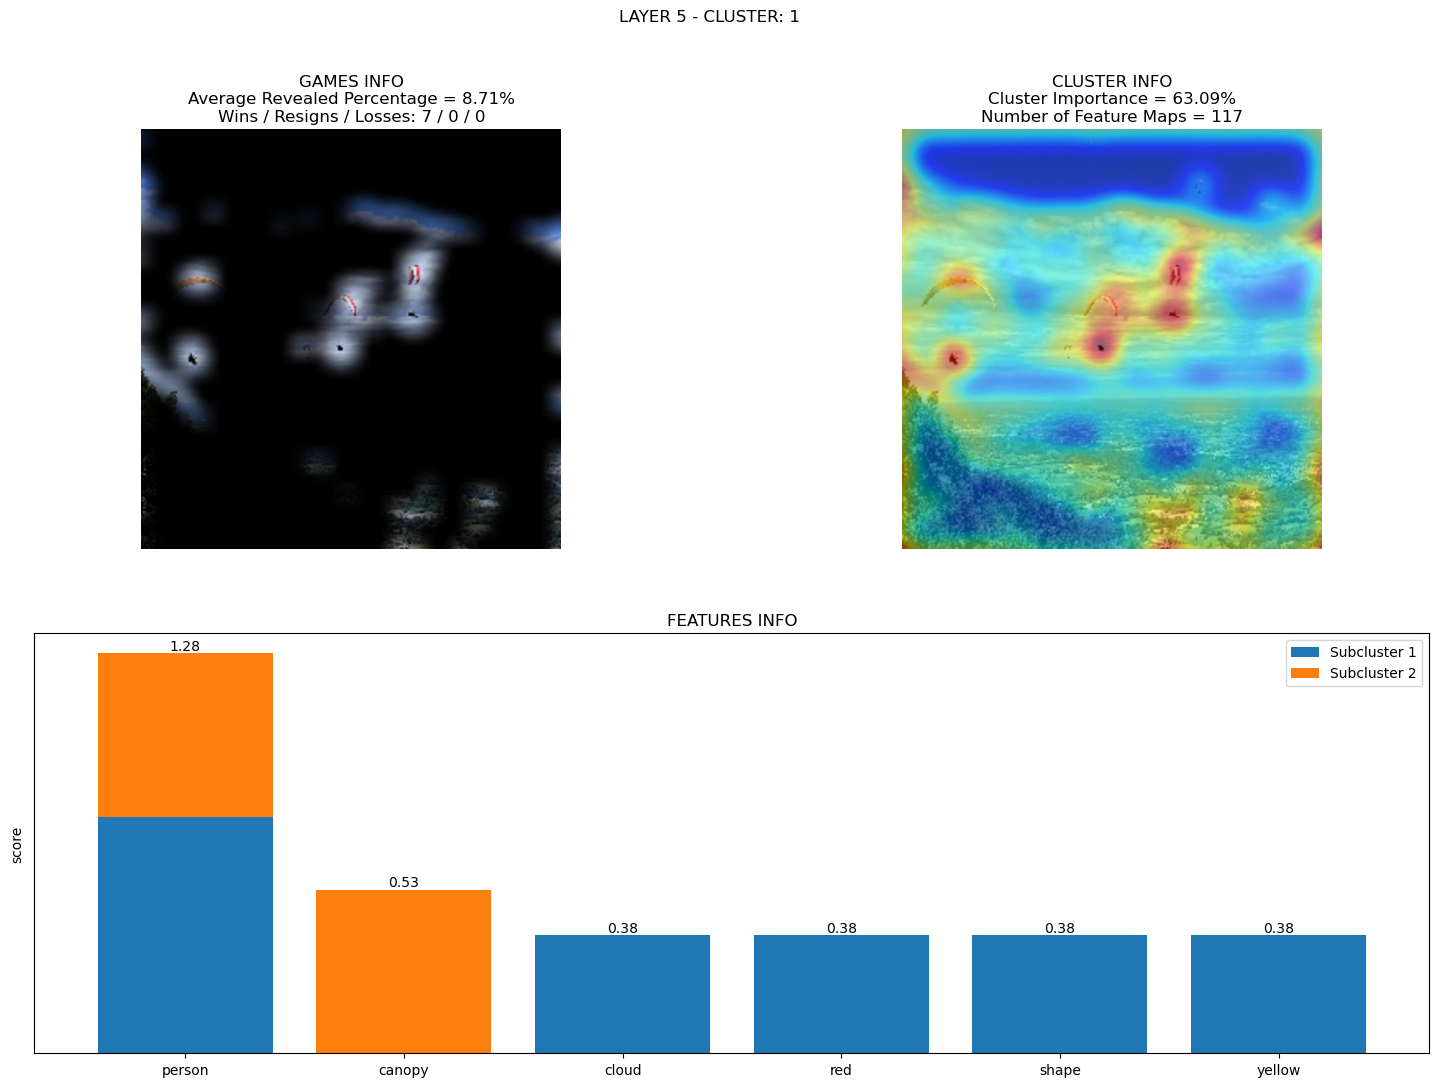 LAYER 5 - CLUSTER: 1
GAMES INFO
Average Revealed Percentage = 8.71%
Wins / Resigns / Losses: 7 / 0 / 0
CLUSTER INFO
Cluster Importance = 63.09%
Number of Feature Maps = 117
FEATURES INFO
score
1.28
0.53
0.38
0.38
0.38
0.38
Subcluster 1
Subcluster 2
person
canopy
cloud
red
shape
yellow